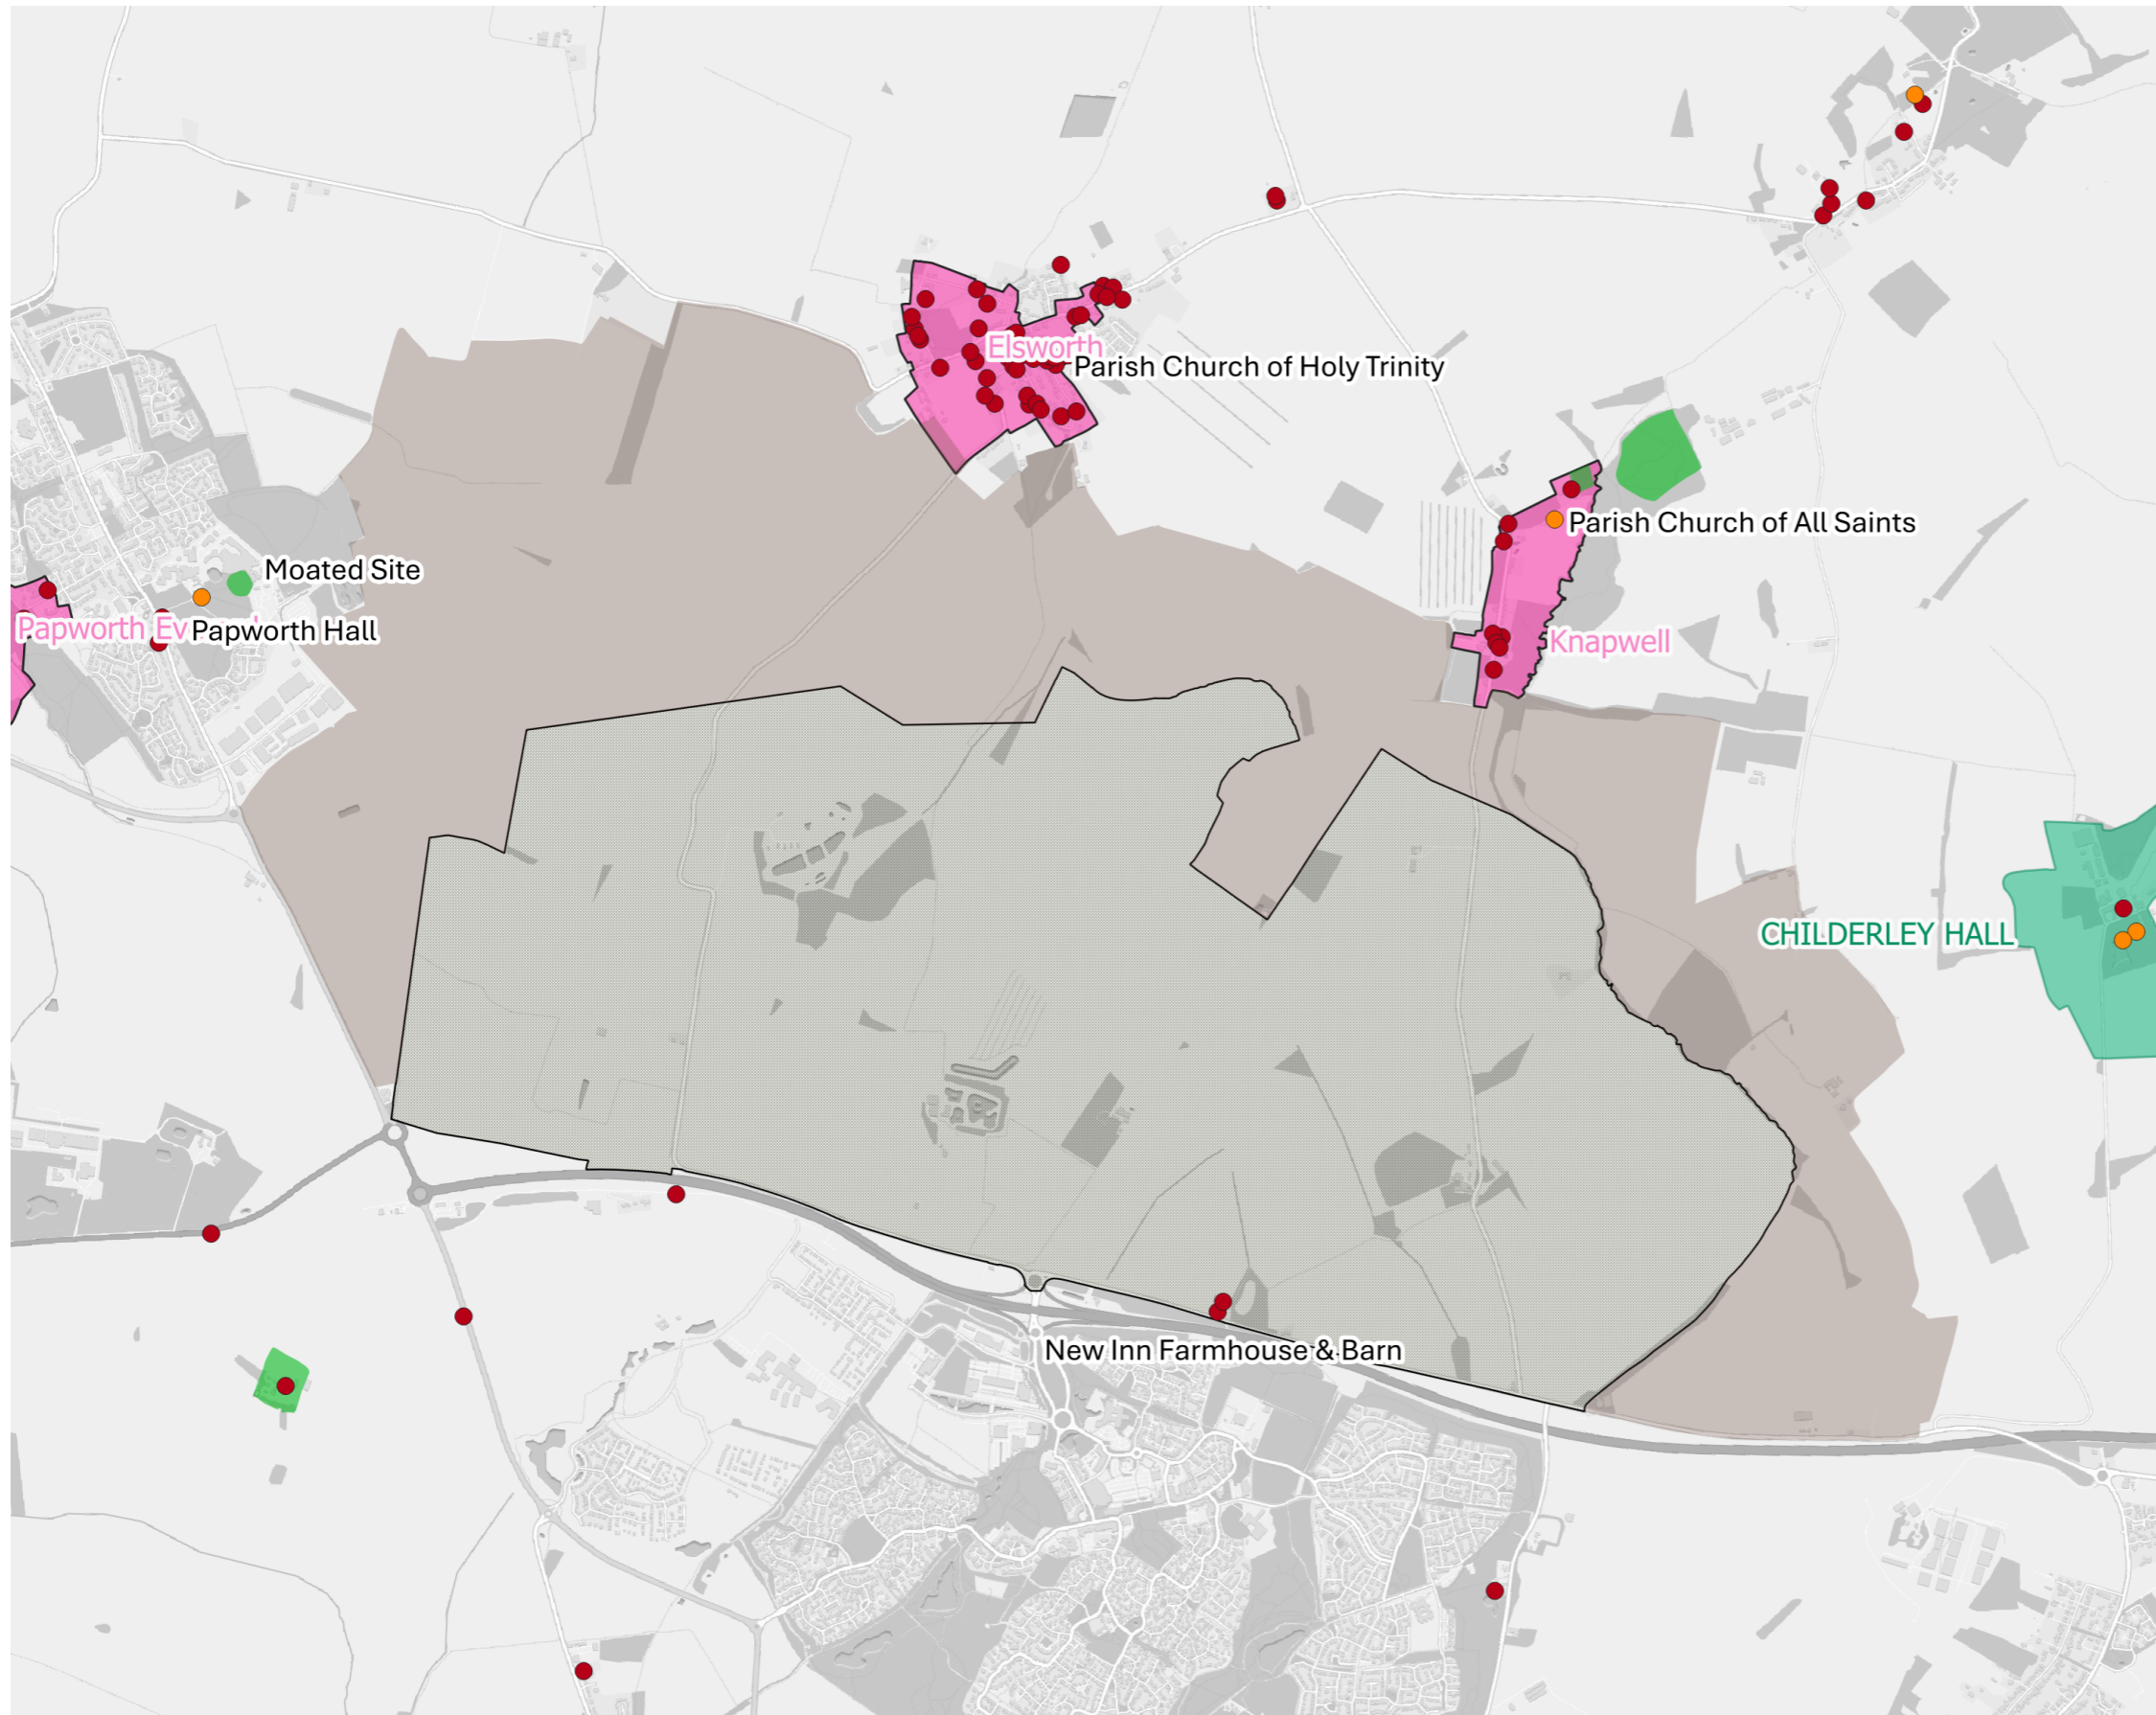 Elsworth
Parish Church of Holy Trinity
Parish Church of All Saints
Moated Site
Papworth Ev
Papworth Hall
Knapwell
CHILDERLEY HALL
New Inn Farmhouse & Barn